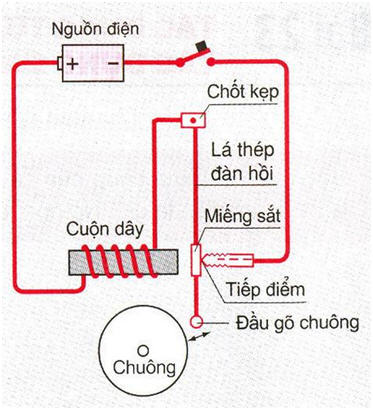 Nguồn điện
+ −
Chốt kẹp
Lá thép
đàn hồi
Miếng sắt
Cuộn dây
Tiếp điểm
Đầu gõ chuông
Chuông